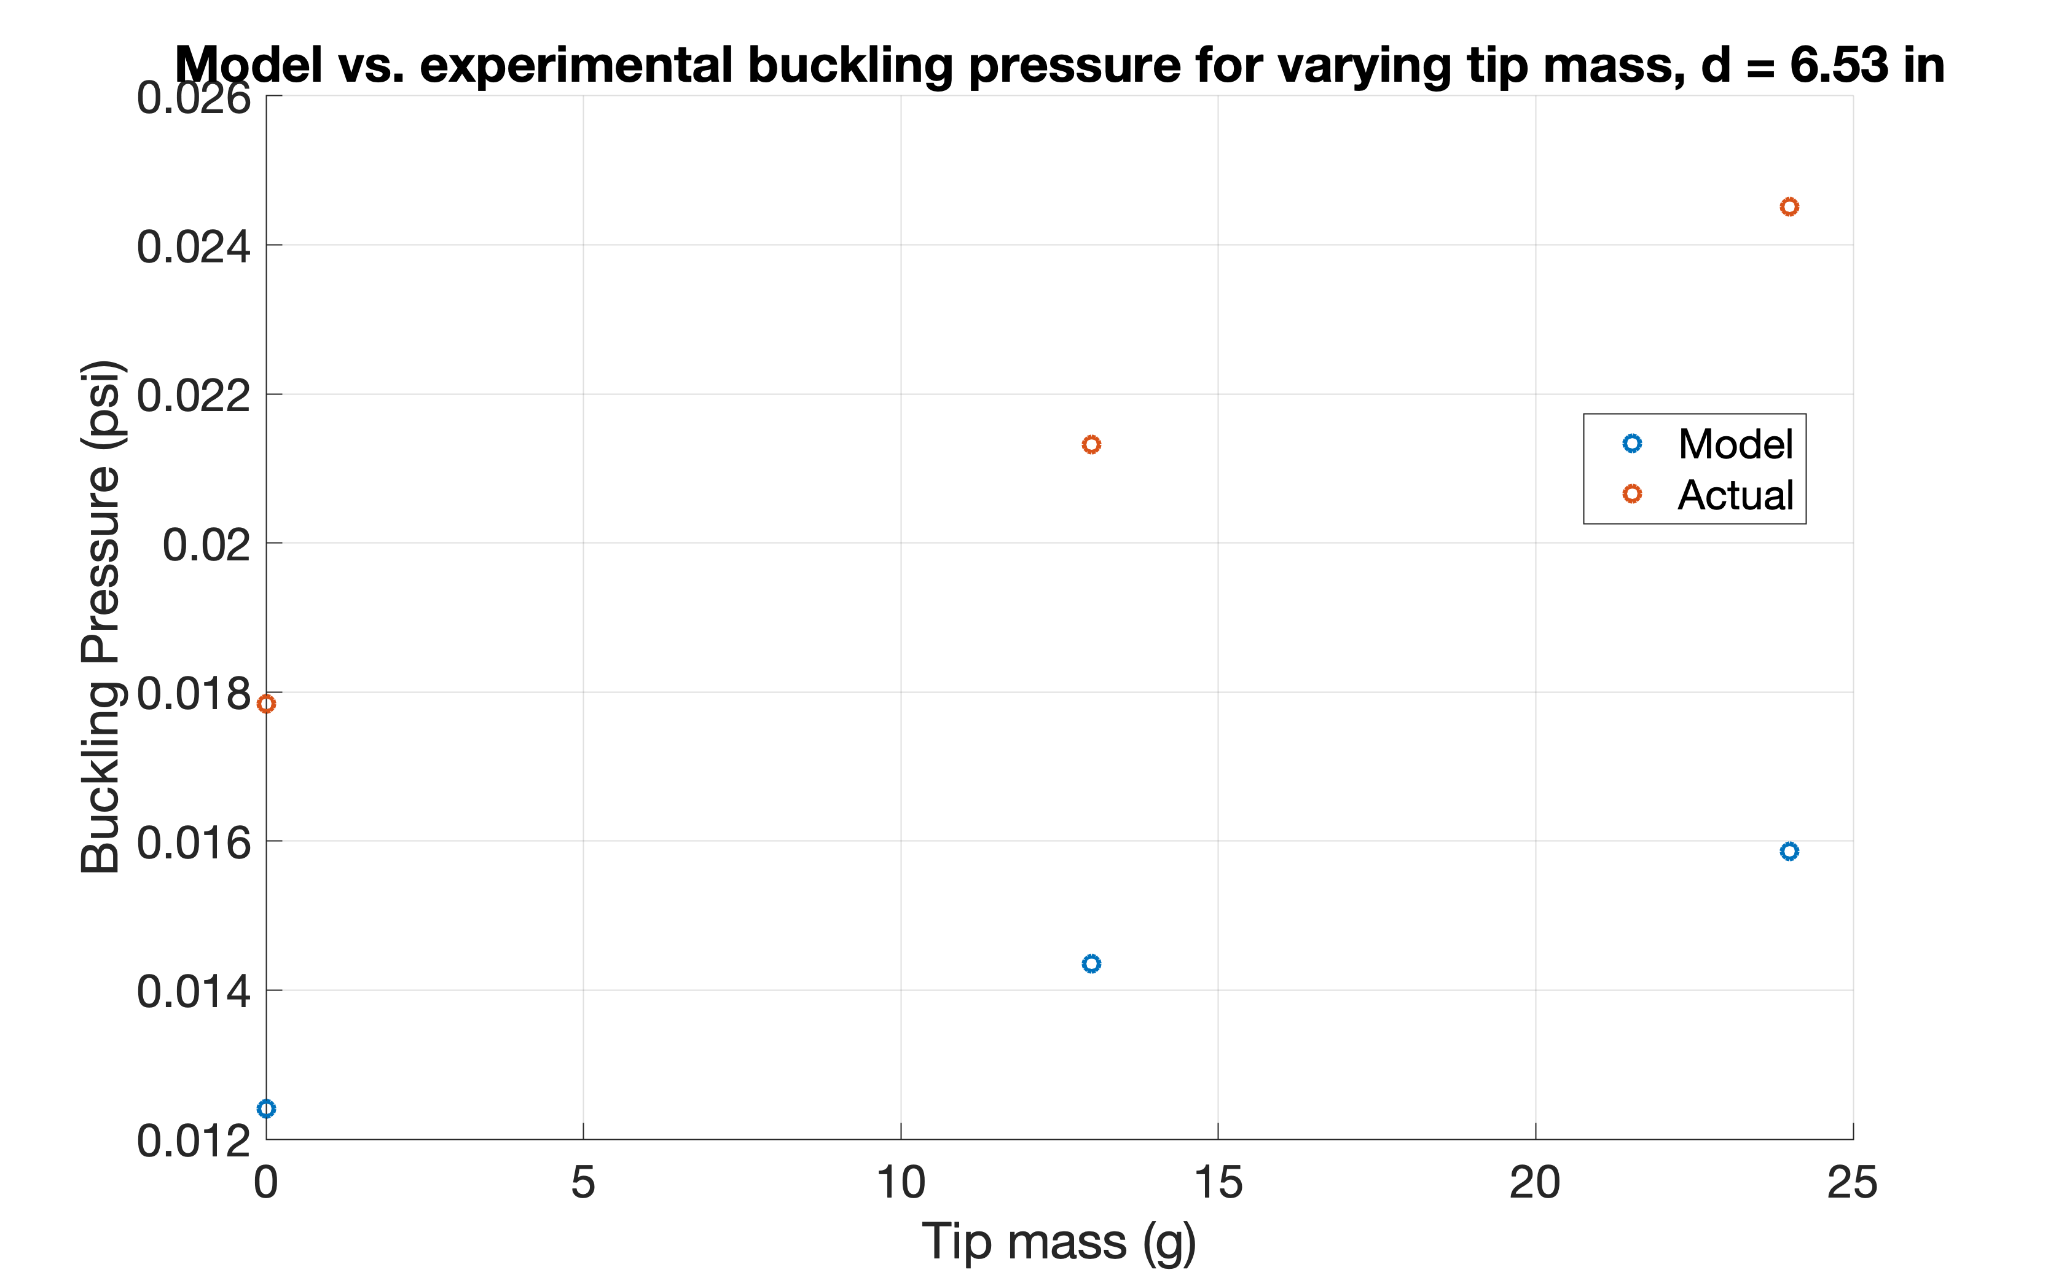 Model vs. experimental buckling pressure for varying tip mass, d = 6.53 in
0.026
0.024
0.022
0.02
0.018
0.016
0.014
0.012
Buckling Pressure (psi)
Model
Actual
0 5 10 15 20 25
Tip mass (g)